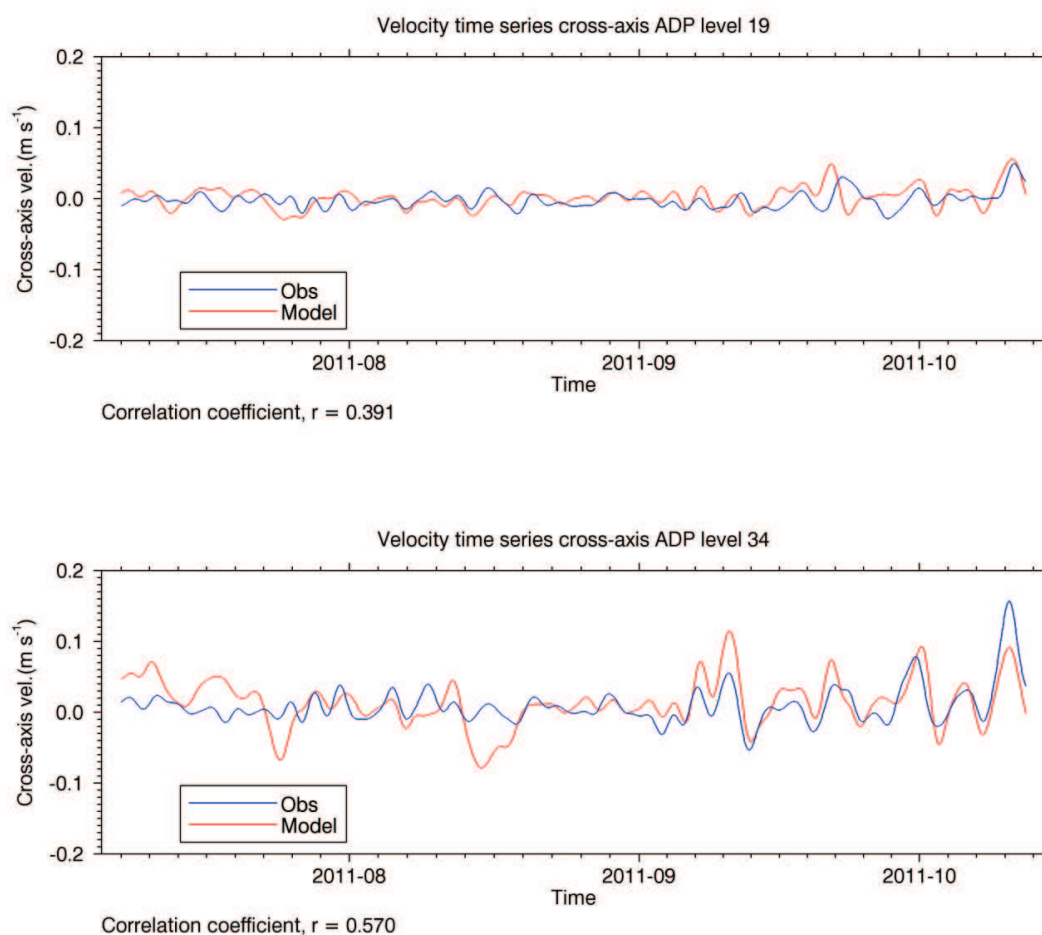 Velocity time series cross-axis ADP level 19
Cross-axis vel.(m s⁻¹)
0.2
0.1
0.0
-0.1
-0.2
Obs
Model
2011-08
2011-09
2011-10
Time
Correlation coefficient, r = 0.391
Velocity time series cross-axis ADP level 34
Cross-axis vel.(m s⁻¹)
0.2
0.1
0.0
-0.1
-0.2
Obs
Model
2011-08
2011-09
2011-10
Time
Correlation coefficient, r = 0.570